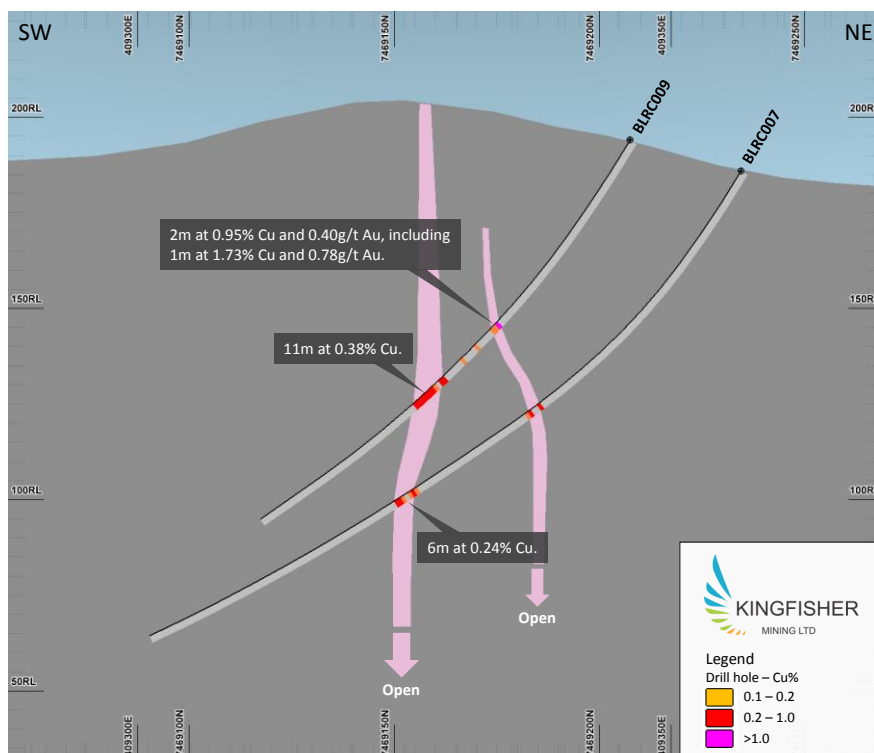 SW
409300E
7469100N
7469150N
7469200N
409350E
7469250N
NE
200RL
200RL
BLRC009
BLRC007
2m at 0.95% Cu and 0.40g/t Au, including
1m at 1.73% Cu and 0.78g/t Au.
150RL
150RL
11m at 0.38% Cu.
100RL
100RL
6m at 0.24% Cu.
Open
Open
50RL
KINGFISHER
MINING LTD
Legend
Drill hole – Cu%
0.1 – 0.2
0.2 – 1.0
>1.0
409300E
7469100N
7469150N
7469200N
409350E
7469250N